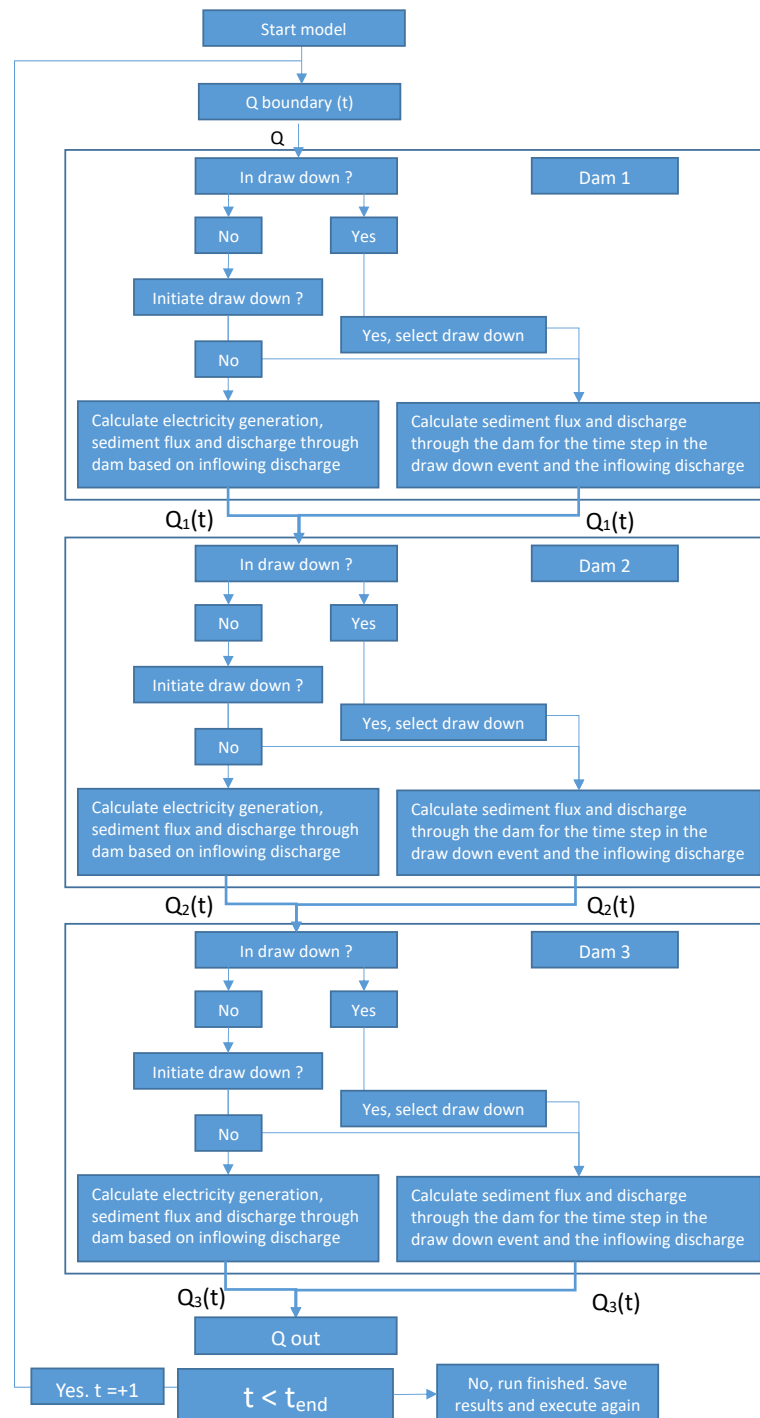 Start model
Q boundary (t)
Q
In draw down ?
Dam 1
No
Yes
Initiate draw down ?
Yes, select draw down
No
Calculate electricity generation,
sediment flux and discharge through
dam based on inflowing discharge
Calculate sediment flux and discharge
through the dam for the time step in the
draw down event and the inflowing discharge
Q₁(t)
Q₁(t)
In draw down ?
Dam 2
No
Yes
Initiate draw down ?
Yes, select draw down
No
Calculate electricity generation,
sediment flux and discharge through
dam based on inflowing discharge
Calculate sediment flux and discharge
through the dam for the time step in the
draw down event and the inflowing discharge
Q₂(t)
Q₂(t)
In draw down ?
Dam 3
No
Yes
Initiate draw down ?
Yes, select draw down
No
Calculate electricity generation,
sediment flux and discharge through
dam based on inflowing discharge
Calculate sediment flux and discharge
through the dam for the time step in the
draw down event and the inflowing discharge
Q₃(t)
Q₃(t)
Q out
Yes. t =+1
t < tend
No, run finished. Save
results and execute again